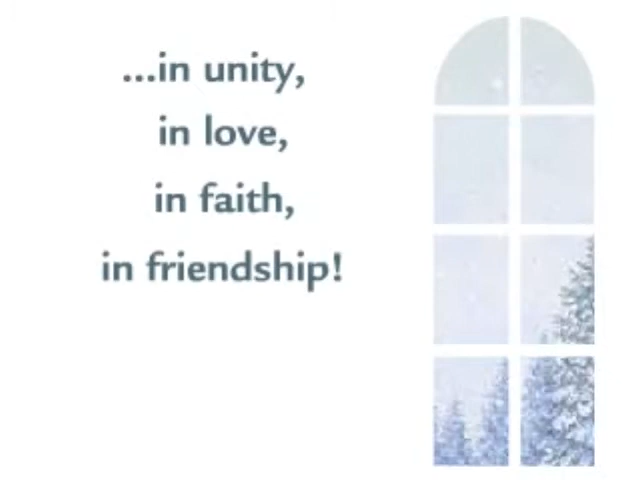 ...in unity,
in love,
in faith,
in friendship!